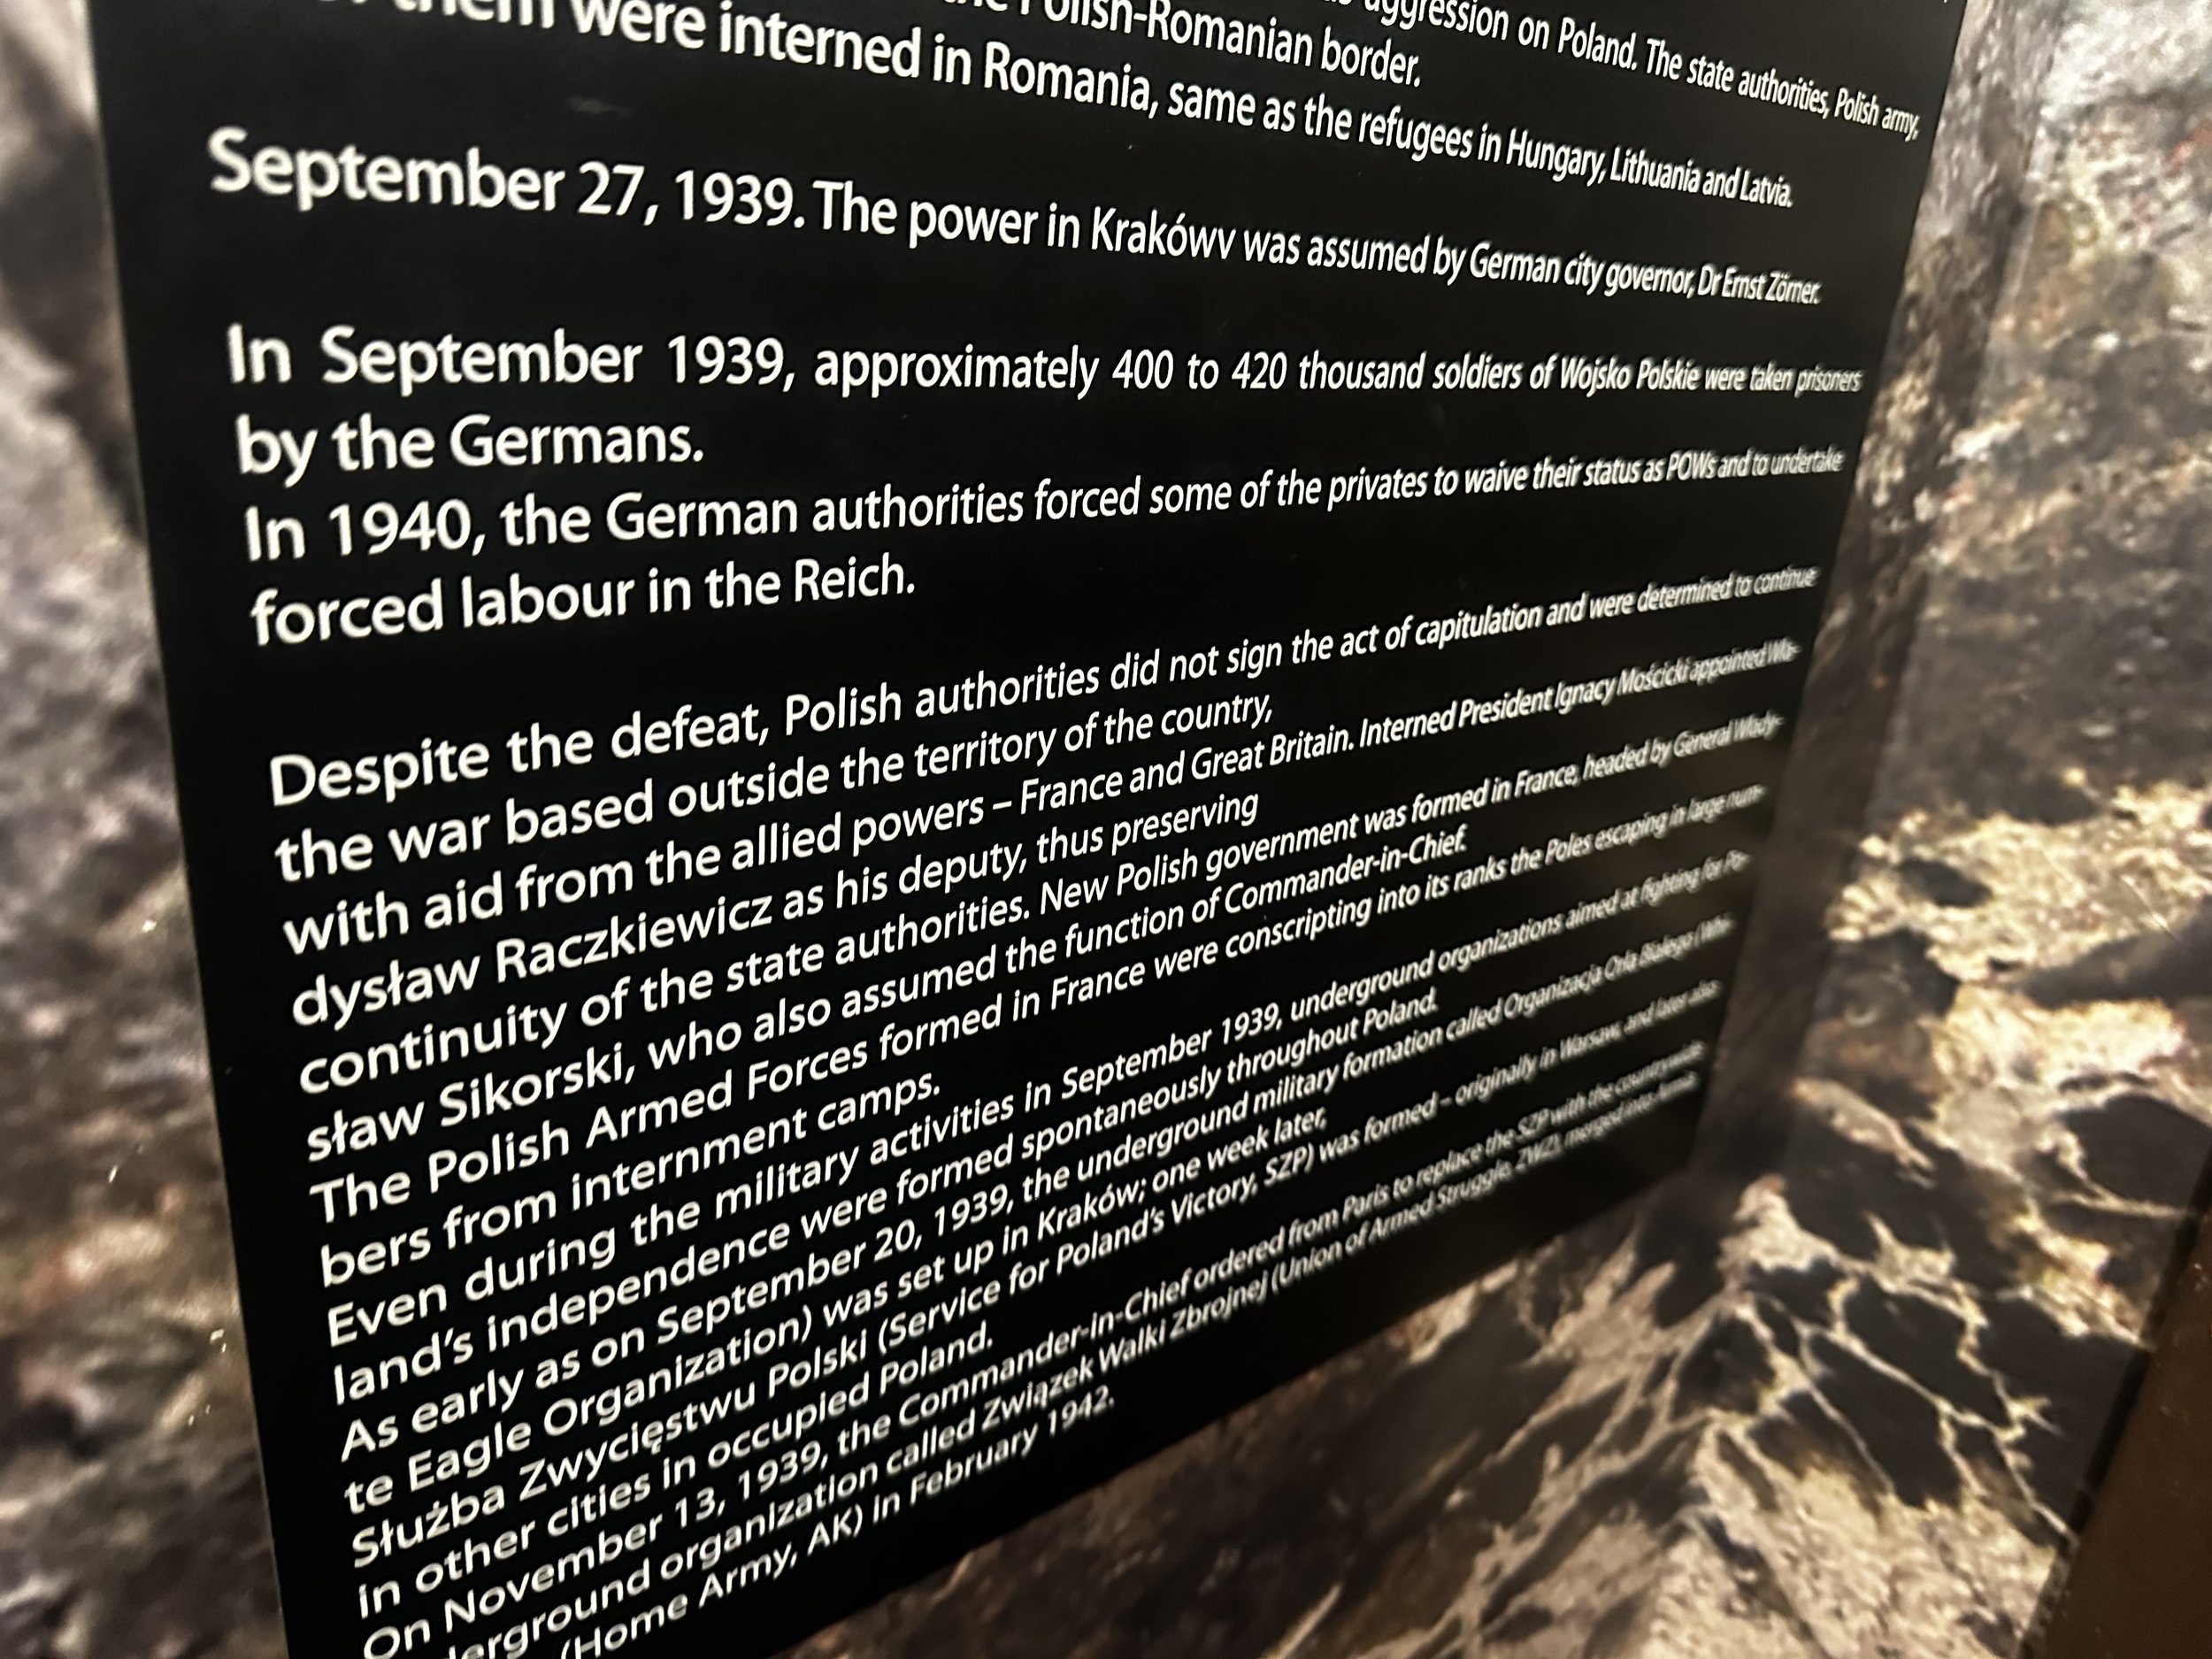 aggression on Poland. The state authorities, Polish army,
Polish-Romanian border.
them were interned in Romania, same as the refugees in Hungary, Lithuania and Latvia.
September 27, 1939. The power in Krakówv was assumed by German city governor, Dr Ernst Zörner.
In September 1939, approximately 400 to 420 thousand soldiers of Wojsko Polskie were taken prisoners
by the Germans.
In 1940, the German authorities forced some of the privates to waive their status as POWs and to undertake
forced labour in the Reich.
Despite the defeat, Polish authorities did not sign the act of capitulation and were determined to continue
the war based outside the territory of the country,
with aid from the allied powers – France and Great Britain. Interned President Ignacy Mościcki appointed Wła-
dysław Raczkiewicz as his deputy, thus preserving
continuity of the state authorities. New Polish government was formed in France, headed by General Włady-
sław Sikorski, who also assumed the function of Commander-in-Chief.
The Polish Armed Forces formed in France were conscripting into its ranks the Poles escaping in large num-
bers from internment camps.
Even during the military activities in September 1939, underground organizations aimed at fighting for Po-
land's independence were formed spontaneously throughout Poland.
As early as on September 20, 1939, the underground military formation called Organizacja Orła Białego (Whi-
te Eagle Organization) was set up in Kraków; one week later,
Służba Zwycięstwu Polski (Service for Poland's Victory, SZP) was formed – originally in Warsaw, and later also
in other cities in occupied Poland.
On November 13, 1939, the Commander-in-Chief ordered from Paris to replace the SZP with the countrywide
underground organization called Związek Walki Zbrojnej (Union of Armed Struggle, ZWZ), merged into Armia
(Home Army, AK) in February 1942.